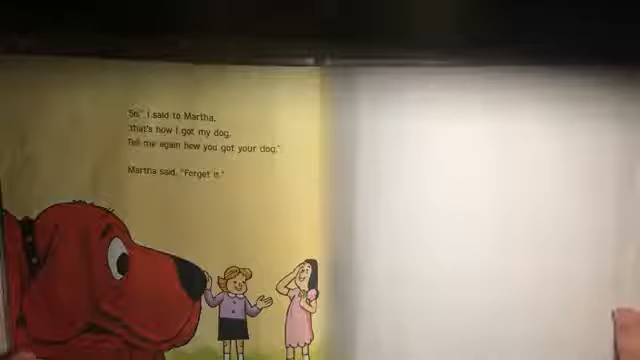 So," I said to Martha,
"that's how I got my dog.
Tell me again how you got your dog."
Martha said, "Forget it."